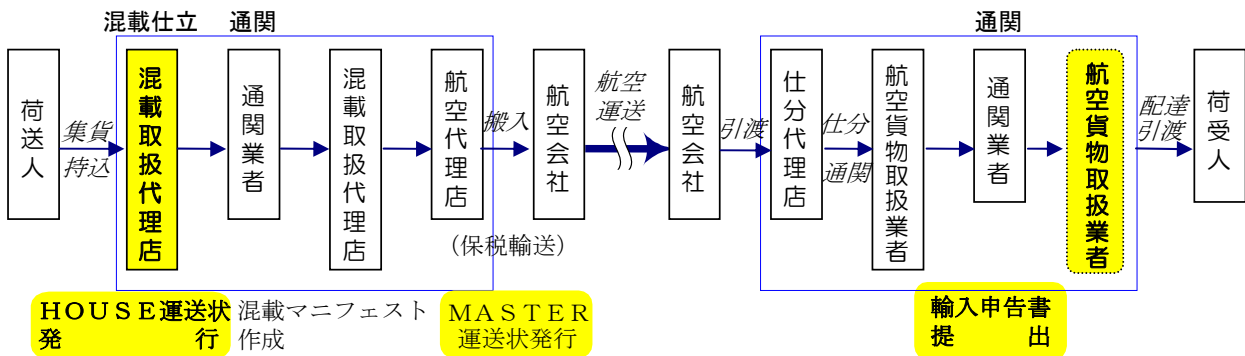 混載仕立 通関
通関
荷送人
集貨
持込
混載取扱代理店
通関業者
混載取扱代理店
航空代理店
搬入
航空会社
航空
運送
航空会社
引渡
仕分代理店
仕分
通関
航空貨物取扱業者
通関業者
航空貨物取扱業者
配達
引渡
荷受人
(保税輸送)
HOUSE運送状
発 行
混載マニフェスト
作成
MASTER
運送状発行
輸入申告書
提 出